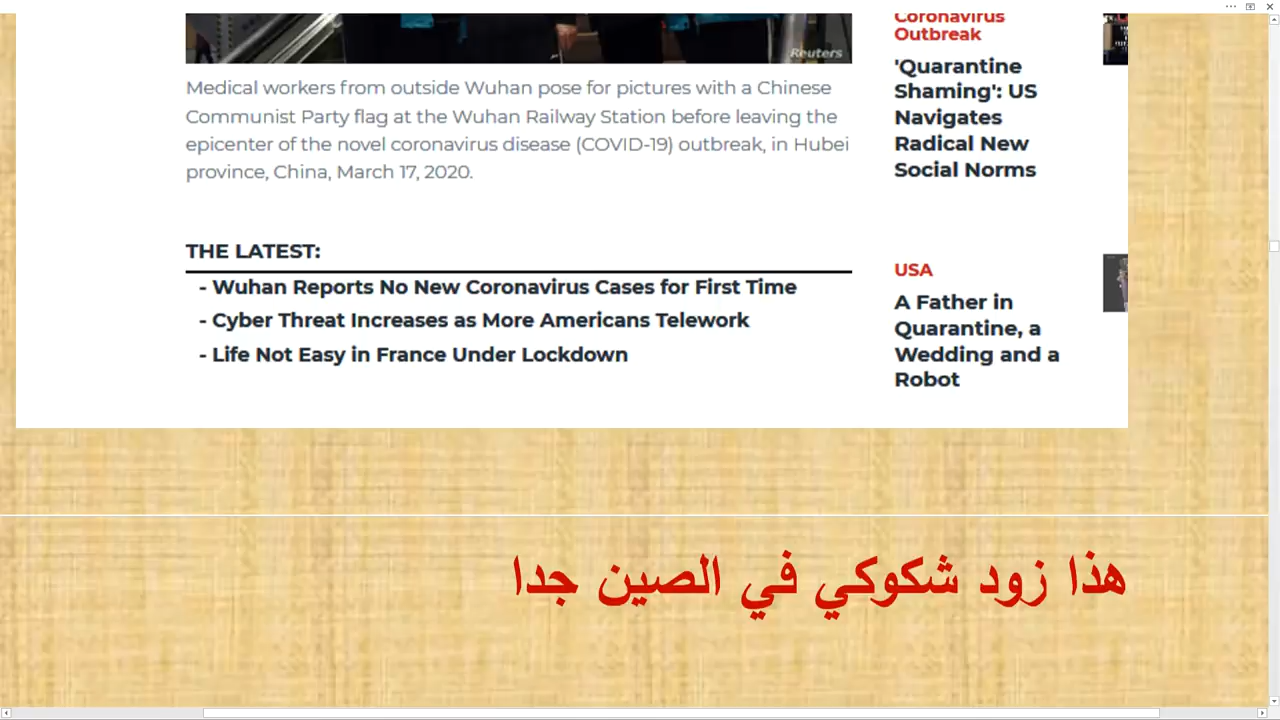 Reuters
Medical workers from outside Wuhan pose for pictures with a Chinese
Communist Party flag at the Wuhan Railway Station before leaving the
epicenter of the novel coronavirus disease (COVID-19) outbreak, in Hubei
province, China, March 17, 2020.
THE LATEST:
- Wuhan Reports No New Coronavirus Cases for First Time
- Cyber Threat Increases as More Americans Telework
- Life Not Easy in France Under Lockdown
Coronavirus
Outbreak
'Quarantine
Shaming': US
Navigates
Radical New
Social Norms
USA
A Father in
Quarantine, a
Wedding and a
Robot
هذا زود شكوكي في الصين جدا